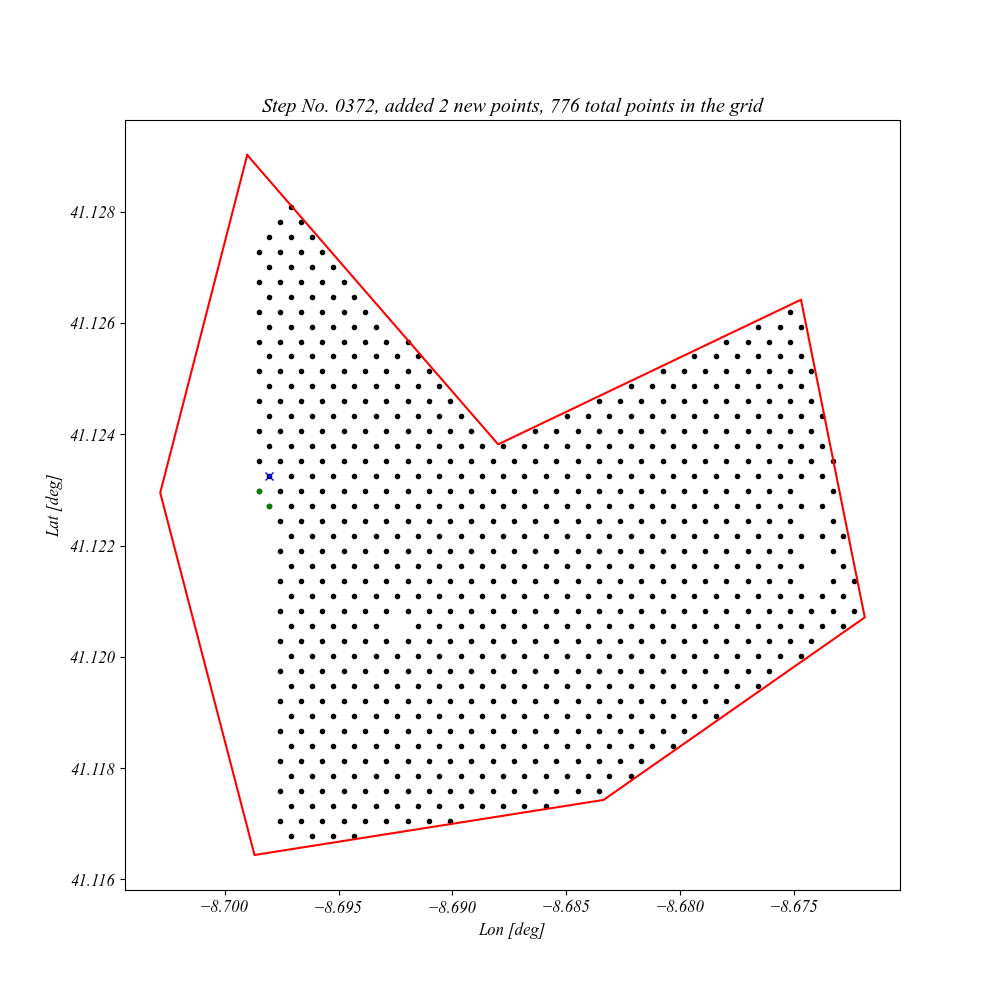 Step No. 0372, added 2 new points, 776 total points in the grid
41.128
41.126
41.124
41.122
41.120
41.118
41.116
Lat [deg]
−8.700 −8.695 −8.690 −8.685 −8.680 −8.675
Lon [deg]